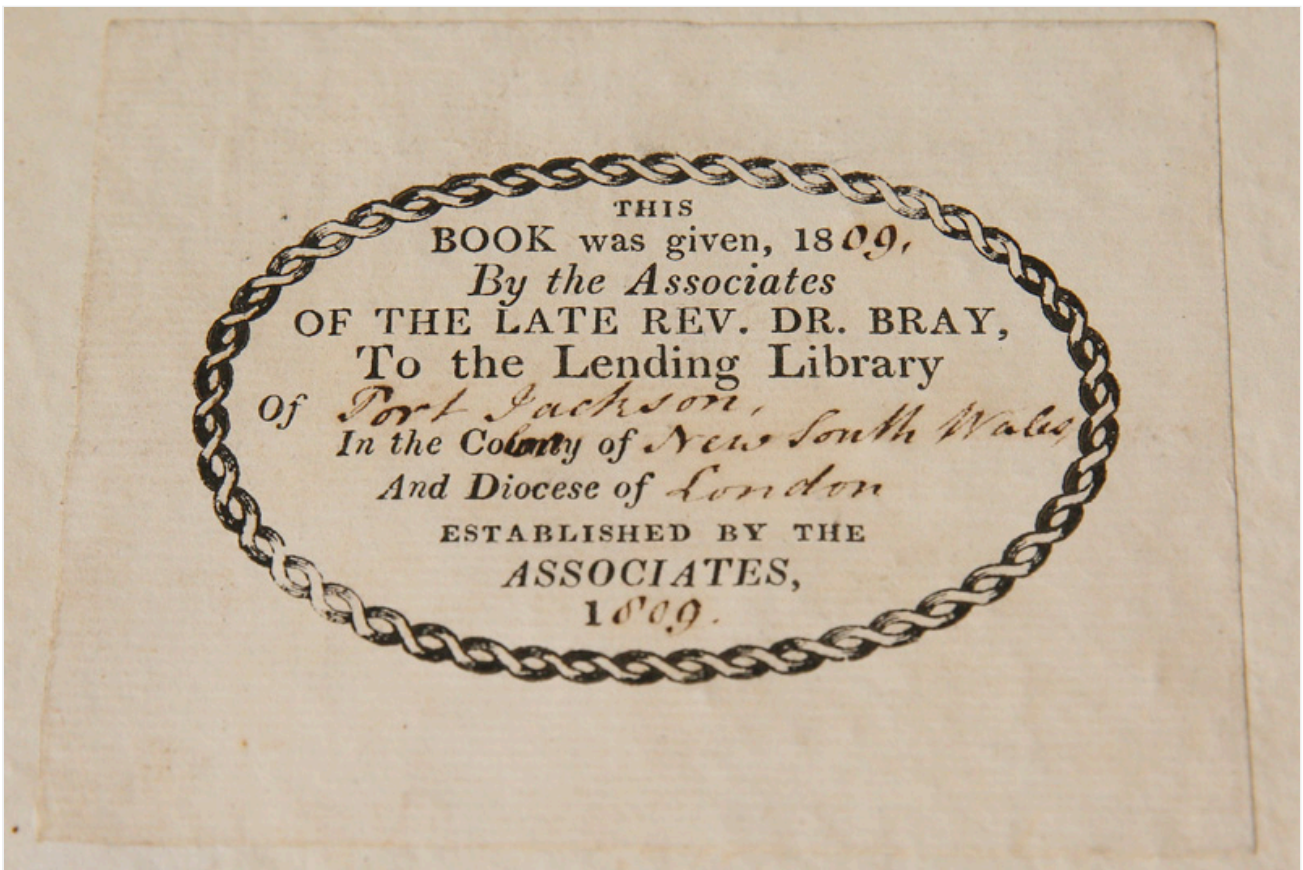 THIS
BOOK was given, 1809.
By the Associates
OF THE LATE REV. DR. BRAY,
To the Lending Library
Of Port Jackson,
In the Colony of New South Wales,
And Diocese of London
ESTABLISHED BY THE
ASSOCIATES,
1809.